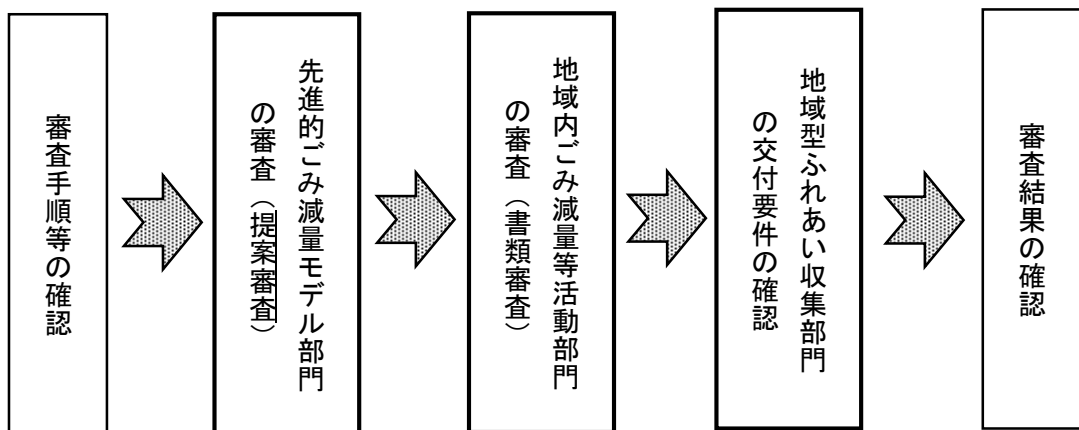 審査手順等の確認
先進的ごみ減量モデル部門
の審査（提案審査）
地域内ごみ減量等活動部門
の審査（書類審査）
地域型ふれあい収集部門
の交付要件の確認
審査結果の確認